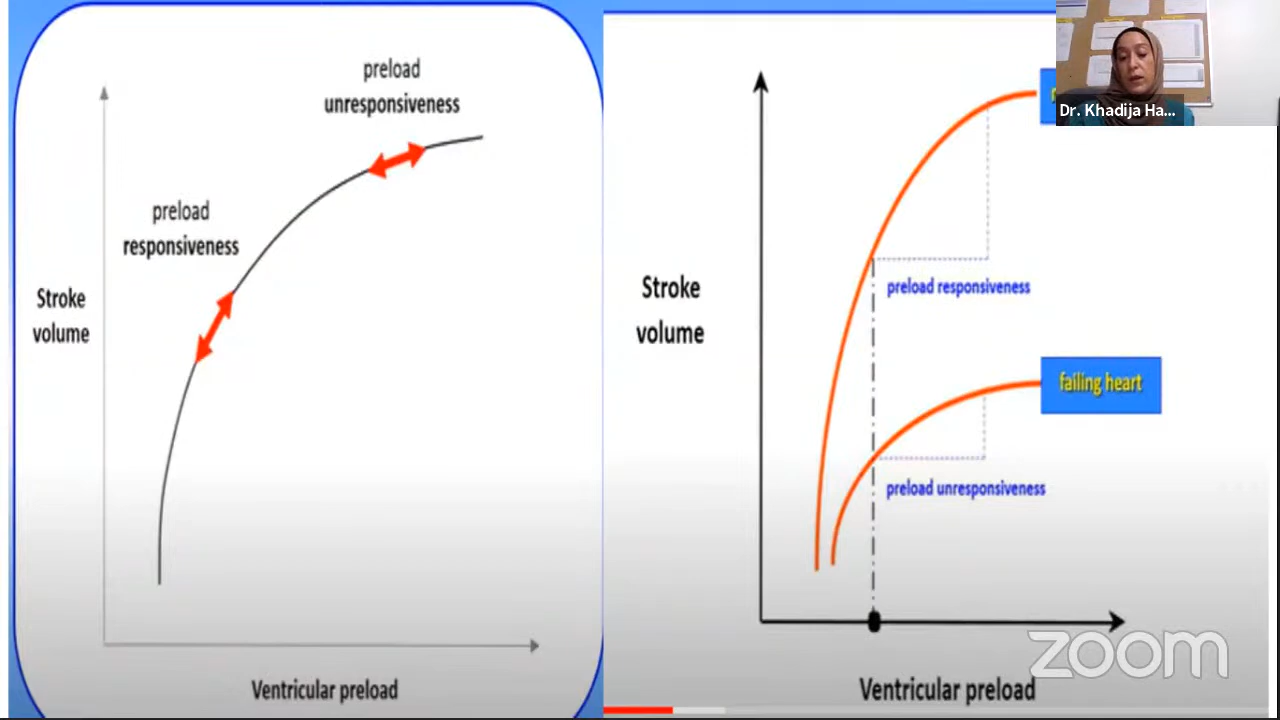 preload
unresponsiveness
preload
responsiveness
Stroke
volume
Ventricular preload
Dr. Khadija Ha...
preload responsiveness
Stroke
volume
failing heart
preload unresponsiveness
zoom
Ventricular preload